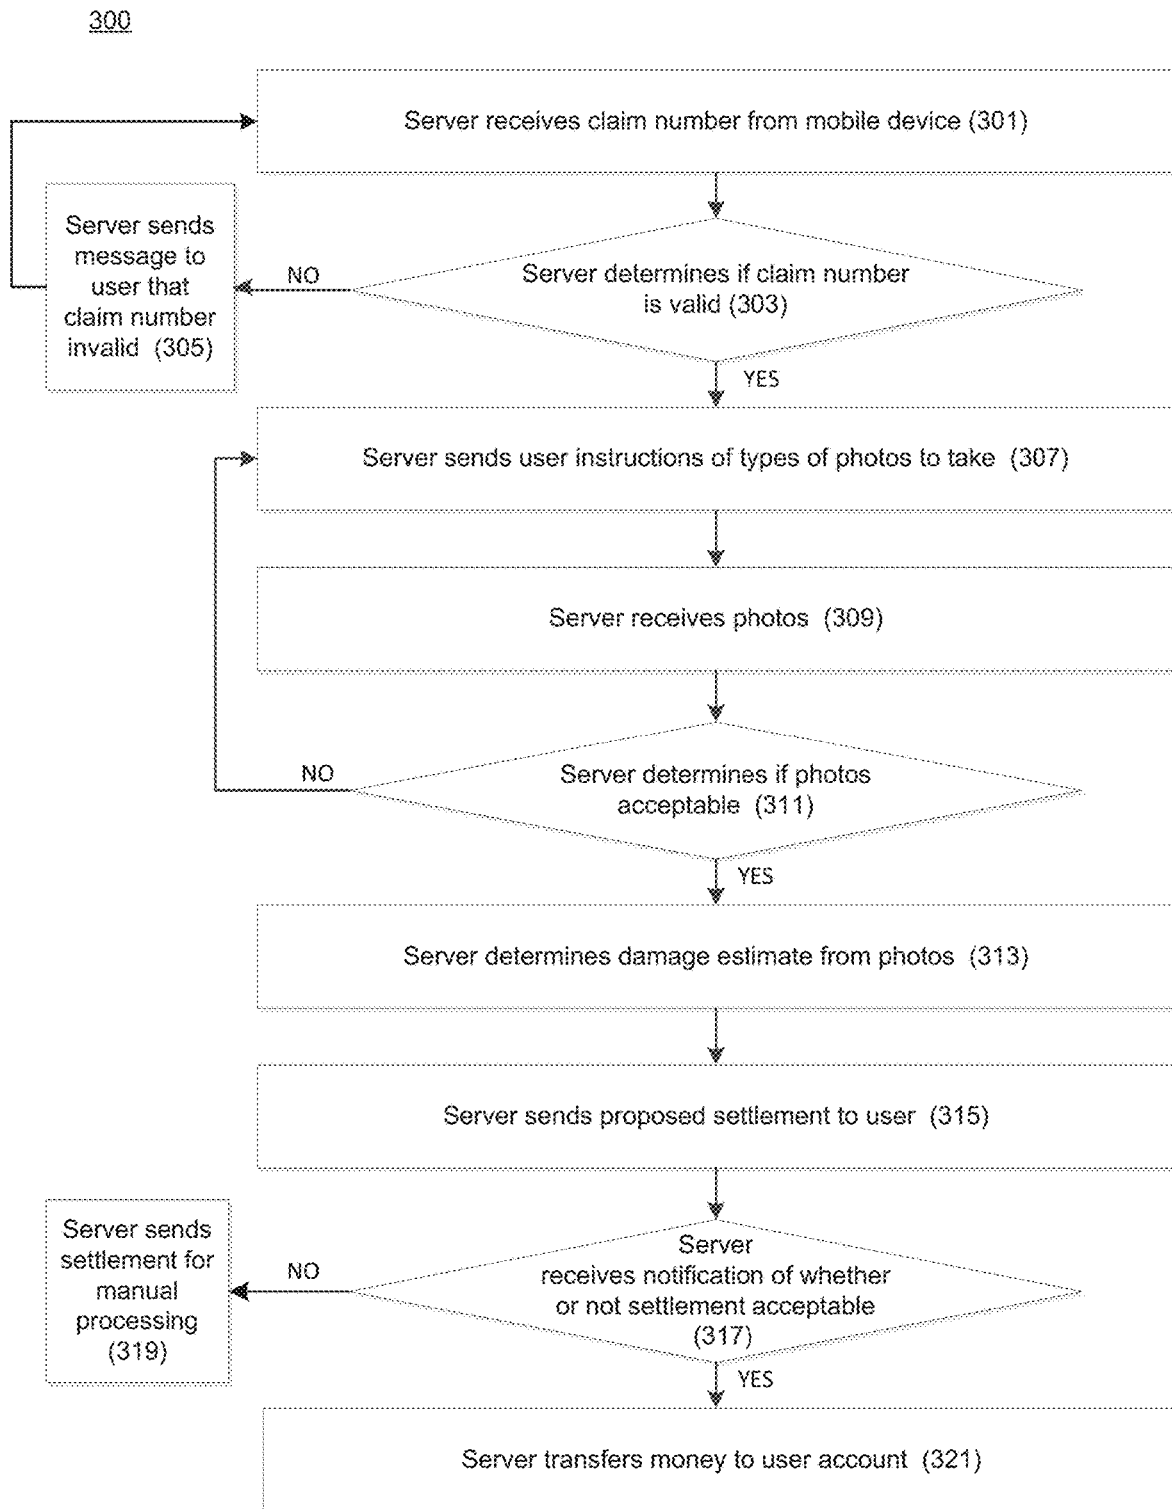 300
Server receives claim number from mobile device (301)
Server sends
message to
user that
claim number
invalid (305)
NO
Server determines if claim number
is valid (303)
YES
Server sends user instructions of types of photos to take (307)
Server receives photos (309)
NO
Server determines if photos
acceptable (311)
YES
Server determines damage estimate from photos (313)
Server sends proposed settlement to user (315)
Server sends
settlement for
manual
processing
(319)
NO
Server
receives notification of whether
or not settlement acceptable
(317)
YES
Server transfers money to user account (321)